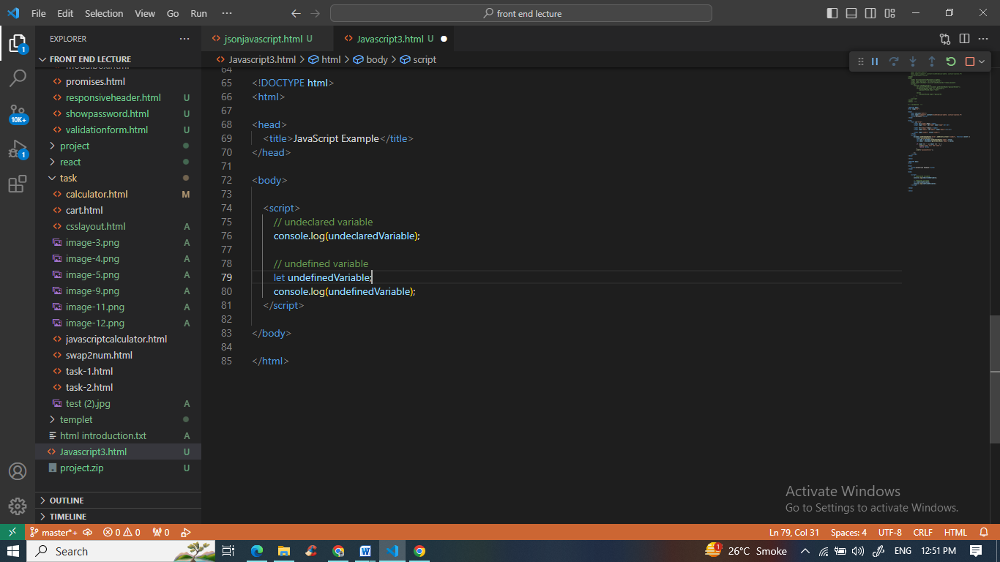 File Edit Selection View Go Run ··· front end lecture
EXPLORER ···
jsonjavascript.html U
Javascript3.html U
FRONT END LECTURE
Javascript3.html > html > body > script
modalbox.html
promises.html
responsiveheader.html U
showpassword.html U
validationform.html U
project
react
task
calculator.html M
cart.html
csslayout.html A
image-3.png A
image-4.png A
image-5.png A
image-9.png A
image-11.png A
image-12.png A
javascriptcalculator.html
swap2num.html
task-1.html
task-2.html
test (2).jpg A
templet
html introduction.txt A
Javascript3.html U
project.zip U
OUTLINE
TIMELINE
1
10K+
1
64
65 <!DOCTYPE html>
66 <html>
67
68 <head>
69 <title>JavaScript Example</title>
70 </head>
71
72 <body>
73
74 <script>
75 // undeclared variable
76 console.log(undeclaredVariable);
77
78 // undefined variable
79 let undefinedVariable;
80 console.log(undefinedVariable);
81 </script>
82
83 </body>
84
85 </html>
Activate Windows
Go to Settings to activate Windows.
master*+ 0 0 0 Ln 79, Col 31 Spaces: 4 UTF-8 CRLF HTML
Search 1 26°C Smoke ENG 12:51 PM